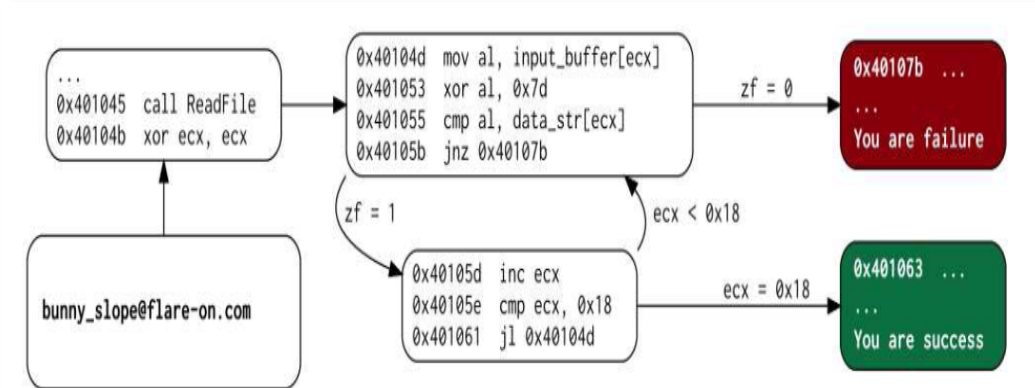 ...
0x401045 call ReadFile
0x40104b xor ecx, ecx
0x40104d mov al, input_buffer[ecx]
0x401053 xor al, 0x7d
0x401055 cmp al, data_str[ecx]
0x40105b jnz 0x40107b
zf = 0
0x40107b ...
...
You are failure
zf = 1
ecx < 0x18
bunny_slope@flare-on.com
0x40105d inc ecx
0x40105e cmp ecx, 0x18
0x401061 jl 0x40104d
ecx = 0x18
0x401063 ...
...
You are success